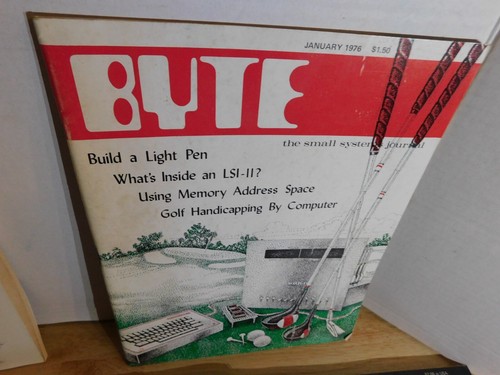 JANUARY 1976 $1.50
BYTE
the small systems journal
Build a Light Pen
What's Inside an LSI-11?
Using Memory Address Space
Golf Handicapping By Computer